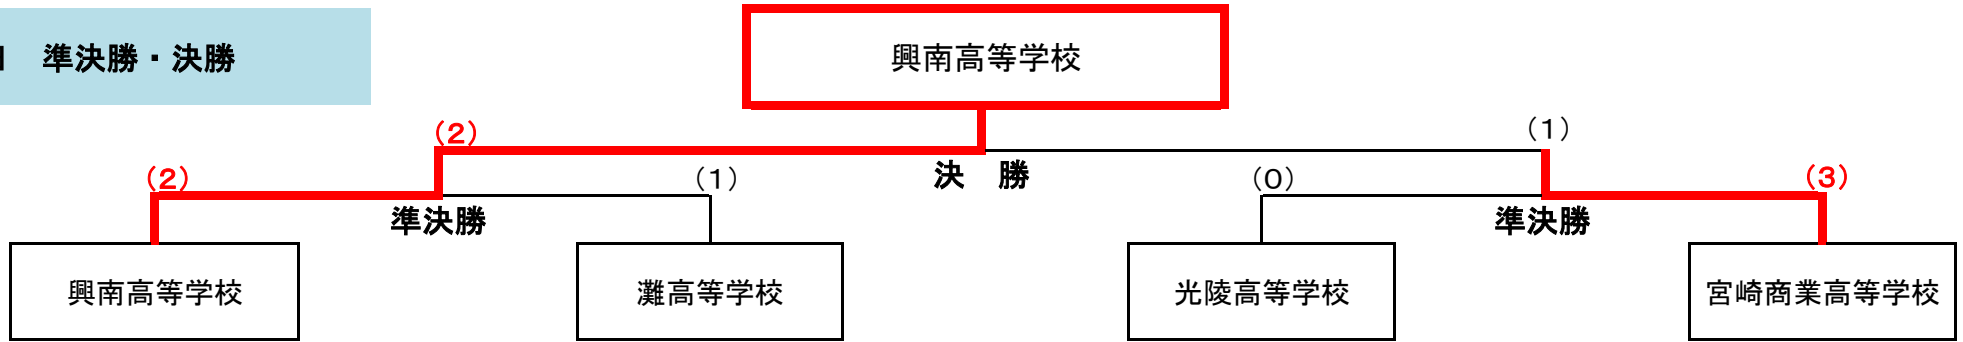 準決勝・決勝
興南高等学校
(2)
(1)
(2)
(1)
決　勝
(0)
(3)
準決勝
準決勝
興南高等学校
灘高等学校
光陵高等学校
宮崎商業高等学校